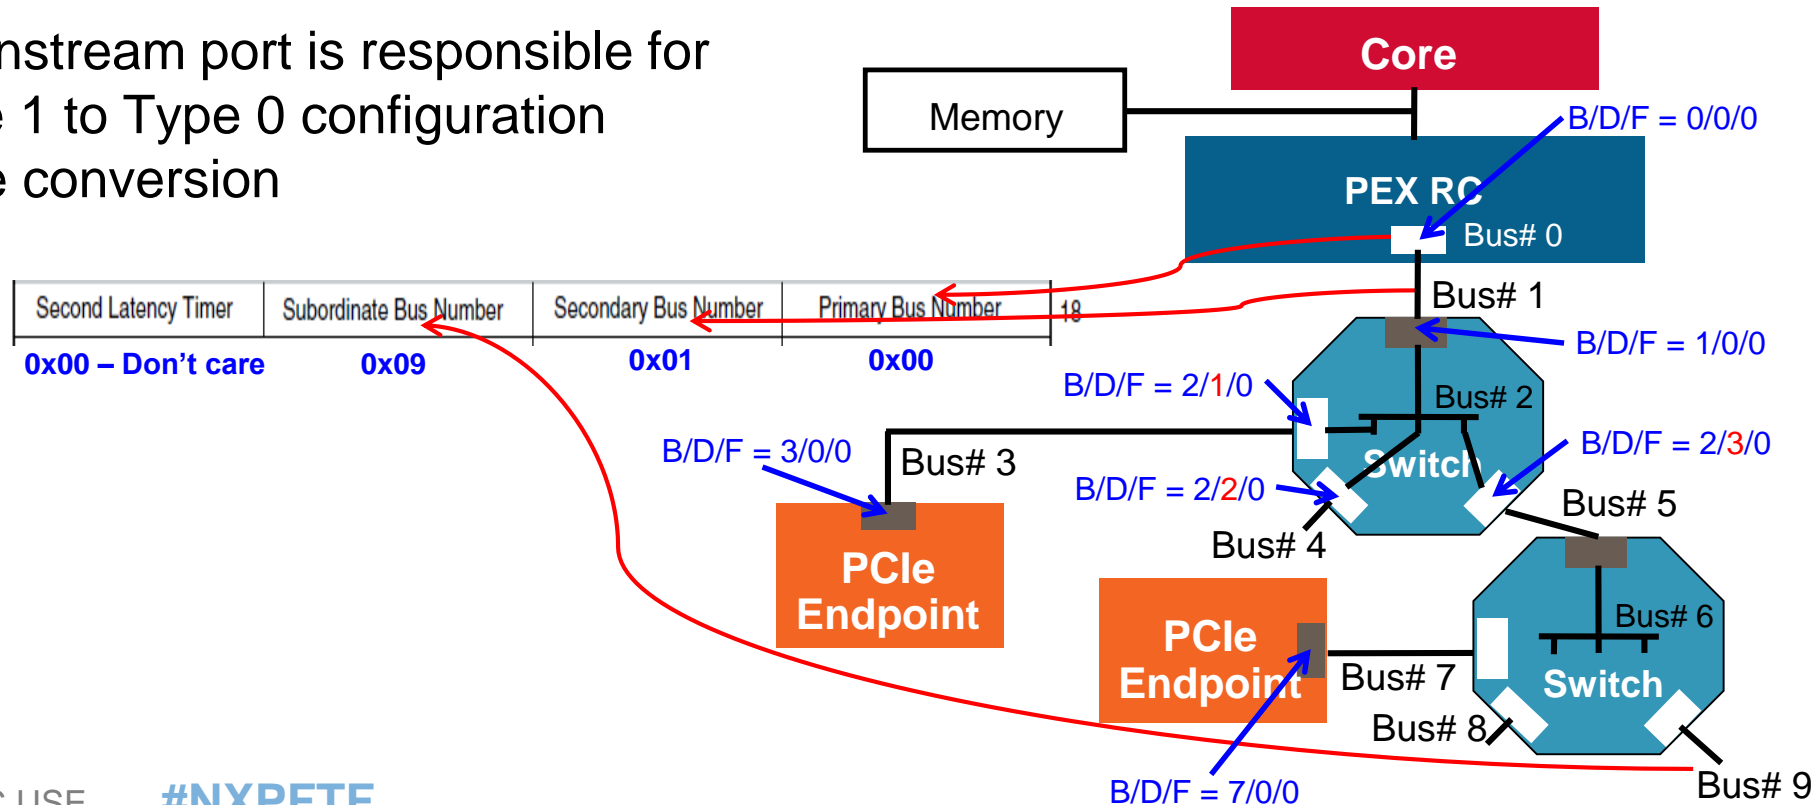 nstream port is responsible for
1 to Type 0 configuration
conversion
Core
Memory
B/D/F = 0/0/0
PEX RC
Bus# 0
Second Latency Timer
Subordinate Bus Number
Secondary Bus Number
Primary Bus Number
18
0x00 – Don't care
0x09
0x01
0x00
Bus# 1
B/D/F = 1/0/0
B/D/F = 2/1/0
Bus# 2
B/D/F = 3/0/0
Bus# 3
B/D/F = 2/3/0
Switch
B/D/F = 2/2/0
Bus# 4
Bus# 5
PCIe
Endpoint
PCIe
Endpoint
Bus# 6
Bus# 7
Switch
Bus# 8
Bus# 9
B/D/F = 7/0/0
USE
#NXPFTF